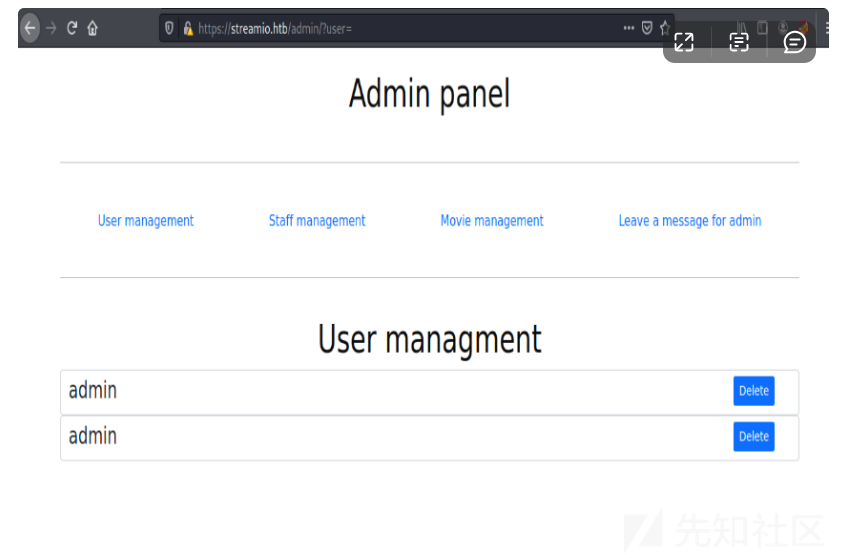 https://streamio.htb/admin/?user=
Admin panel
User management Staff management Movie management Leave a message for admin
User managment
admin Delete
admin Delete
先知社区